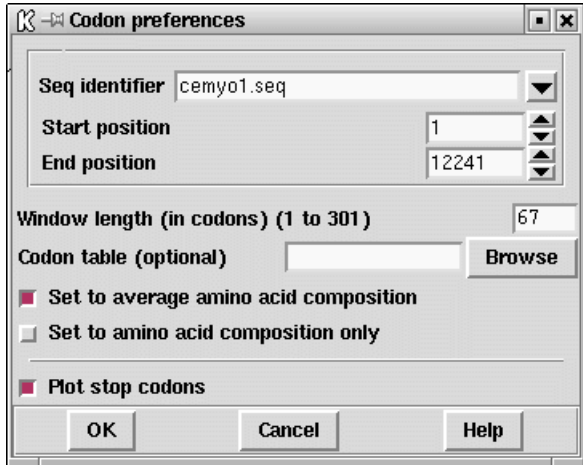 Codon preferences
Seq identifier cemyo1.seq
Start position 1
End position 12241
Window length (in codons) (1 to 301) 67
Codon table (optional) Browse
Set to average amino acid composition
Set to amino acid composition only
Plot stop codons
OK Cancel Help